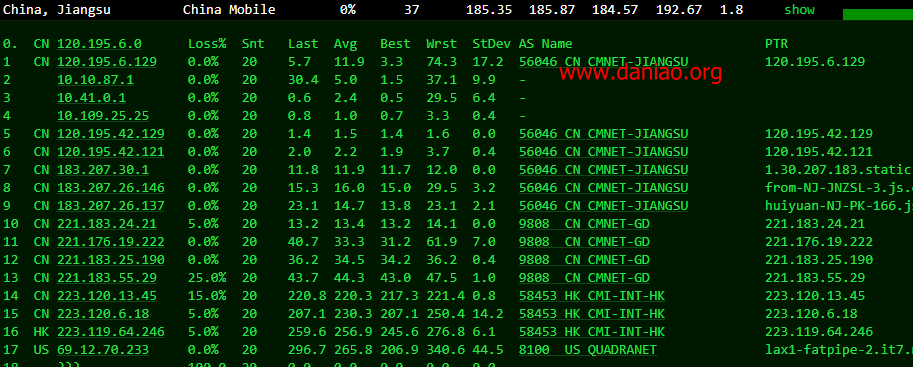 China, Jiangsu China Mobile 0% 37 185.35 185.87 184.57 192.67 1.8 show
0. CN 120.195.6.0 Loss% Snt Last Avg Best Wrst StDev AS Name PTR
1 CN 120.195.6.129 0.0% 20 5.7 11.9 3.3 74.3 17.2 56046 CN CMNET-JIANGSU 120.195.6.129
www.daniao.org
2 10.10.87.1 0.0% 20 30.4 5.0 1.5 37.1 9.9 -
3 10.41.0.1 0.0% 20 0.6 2.4 0.5 29.5 6.4 -
4 10.109.25.25 0.0% 20 0.8 1.0 0.7 3.3 0.4 -
5 CN 120.195.42.129 0.0% 20 1.4 1.5 1.4 1.6 0.0 56046 CN CMNET-JIANGSU 120.195.42.129
6 CN 120.195.42.121 0.0% 20 2.0 2.2 1.9 3.7 0.4 56046 CN CMNET-JIANGSU 120.195.42.121
7 CN 183.207.30.1 0.0% 20 11.8 11.9 11.7 12.0 0.0 56046 CN CMNET-JIANGSU 1.30.207.183.static
8 CN 183.207.26.146 0.0% 20 15.3 16.0 15.0 29.5 3.2 56046 CN CMNET-JIANGSU from-NJ-JNZSL-3.js.
9 CN 183.207.26.137 0.0% 20 23.1 14.7 13.8 23.1 2.1 56046 CN CMNET-JIANGSU huiyuan-NJ-PK-166.j
10 CN 221.183.24.21 5.0% 20 13.2 13.4 13.2 14.1 0.0 9808 CN CMNET-GD 221.183.24.21
11 CN 221.176.19.222 0.0% 20 40.7 33.3 31.2 61.9 7.0 9808 CN CMNET-GD 221.176.19.222
12 CN 221.183.25.190 0.0% 20 36.2 34.5 34.2 36.2 0.4 9808 CN CMNET-GD 221.183.25.190
13 CN 221.183.55.29 25.0% 20 43.7 44.3 43.0 47.5 1.0 9808 CN CMNET-GD 221.183.55.29
14 CN 223.120.13.45 15.0% 20 220.8 220.3 217.3 221.4 0.8 58453 HK CMI-INT-HK 223.120.13.45
15 CN 223.120.6.18 5.0% 20 207.1 230.3 207.1 250.4 14.2 58453 HK CMI-INT-HK 223.120.6.18
16 HK 223.119.64.246 5.0% 20 259.6 256.9 245.6 276.8 6.1 58453 HK CMI-INT-HK 223.119.64.246
17 US 69.12.70.233 0.0% 20 296.7 265.8 206.9 340.6 44.5 8100 US QUADRANET lax1-fatpipe-2.it7.
18 ??? 100.0 20 0.0 0.0 0.0 0.0 0.0